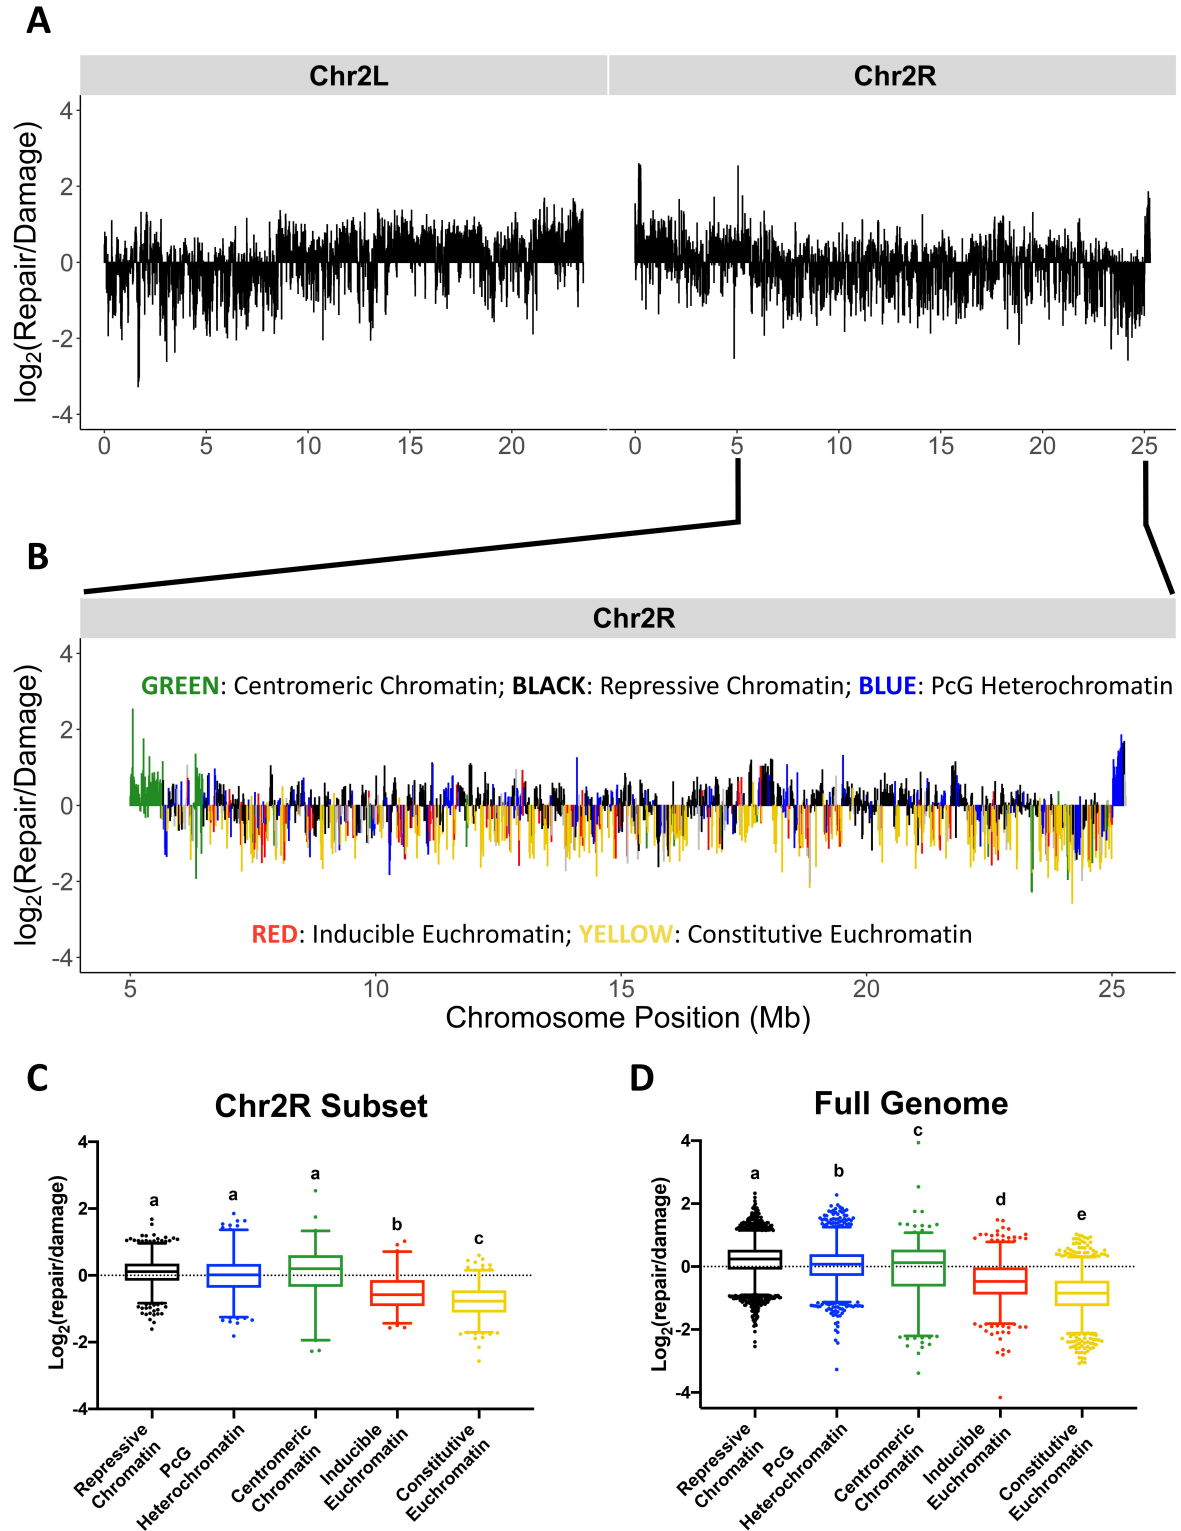 A
Chr2L
Chr2R
log2(Repair/Damage)
4
2
0
-2
-4
0
5
10
15
20
0
5
10
15
20
25
B
Chr2R
log2(Repair/Damage)
4
2
0
-2
-4
GREEN: Centromeric Chromatin; BLACK: Repressive Chromatin; BLUE: PcG Heterochromatin
RED: Inducible Euchromatin; YELLOW: Constitutive Euchromatin
5
10
15
20
25
Chromosome Position (Mb)
C
Chr2R Subset
Log2(repair/damage)
4
2
0
-2
-4
a
a
a
b
c
Repressive
Chromatin
PcG
Heterochromatin
Centromeric
Chromatin
Inducible
Euchromatin
Constitutive
Euchromatin
D
Full Genome
Log2(repair/damage)
4
2
0
-2
-4
a
b
c
d
e
Repressive
Chromatin
PcG
Heterochromatin
Centromeric
Chromatin
Inducible
Euchromatin
Constitutive
Euchromatin